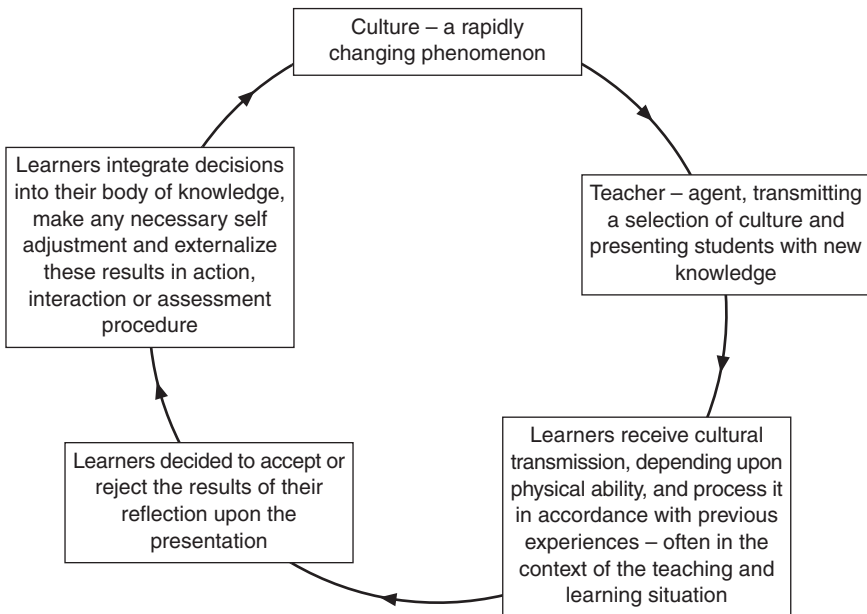 Culture – a rapidly
changing phenomenon
Teacher – agent, transmitting
a selection of culture and
presenting students with new
knowledge
Learners receive cultural
transmission, depending upon
physical ability, and process it
in accordance with previous
experiences – often in the
context of the teaching and
learning situation
Learners decided to accept or
reject the results of their
reflection upon the
presentation
Learners integrate decisions
into their body of knowledge,
make any necessary self
adjustment and externalize
these results in action,
interaction or assessment
procedure